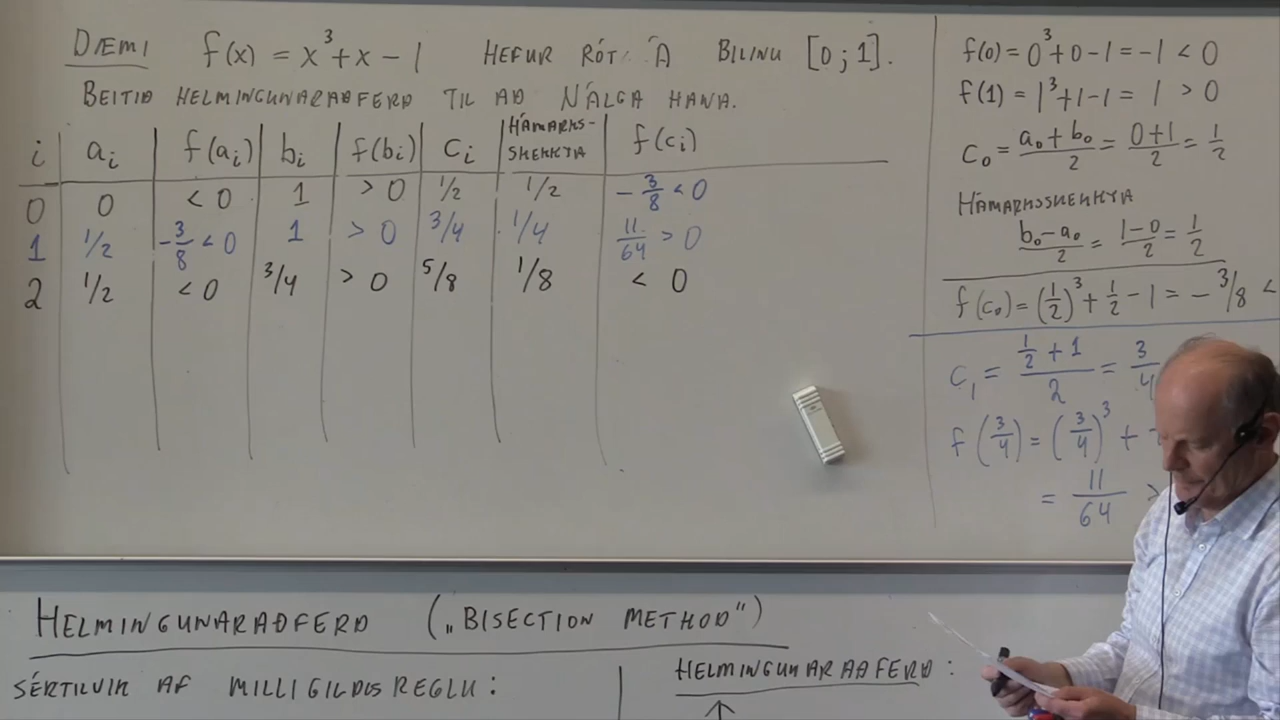 DÆMI f(x) = x³ + x − 1 HEFUR RÓT Á BILINU [0 ; 1].
BEITIÐ HELMINGUNARAÐFERÐ TIL AÐ NÁLGA HANA.
i | aᵢ | f(aᵢ) | bᵢ | f(bᵢ) | cᵢ | HÁMARKS-SKEKKJA | f(cᵢ)
0 | 0 | < 0 | 1 | > 0 | 1/2 | 1/2 | −3/8 < 0
1 | 1/2 | −3/8 < 0 | 1 | > 0 | 3/4 | 1/4 | 11/64 > 0
2 | 1/2 | < 0 | 3/4 | > 0 | 5/8 | 1/8 | < 0
f(0) = 0³ + 0 − 1 = −1 < 0
f(1) = 1³ + 1 − 1 = 1 > 0
c₀ = (a₀ + b₀)/2 = (0 + 1)/2 = 1/2
HÁMARKSSKEKKJA
(b₀ − a₀)/2 = (1 − 0)/2 = 1/2
f(c₀) = (1/2)³ + 1/2 − 1 = −3/8 <
c₁ = (1/2 + 1)/2 = 3/4
f(3/4) = (3/4)³ +
= 11/64 >
HELMINGUNARAÐFERÐ („BISECTION METHOD")
SÉRTILVIK AF MILLIGILDISREGLU:
HELMINGUNARAÐFERÐ: